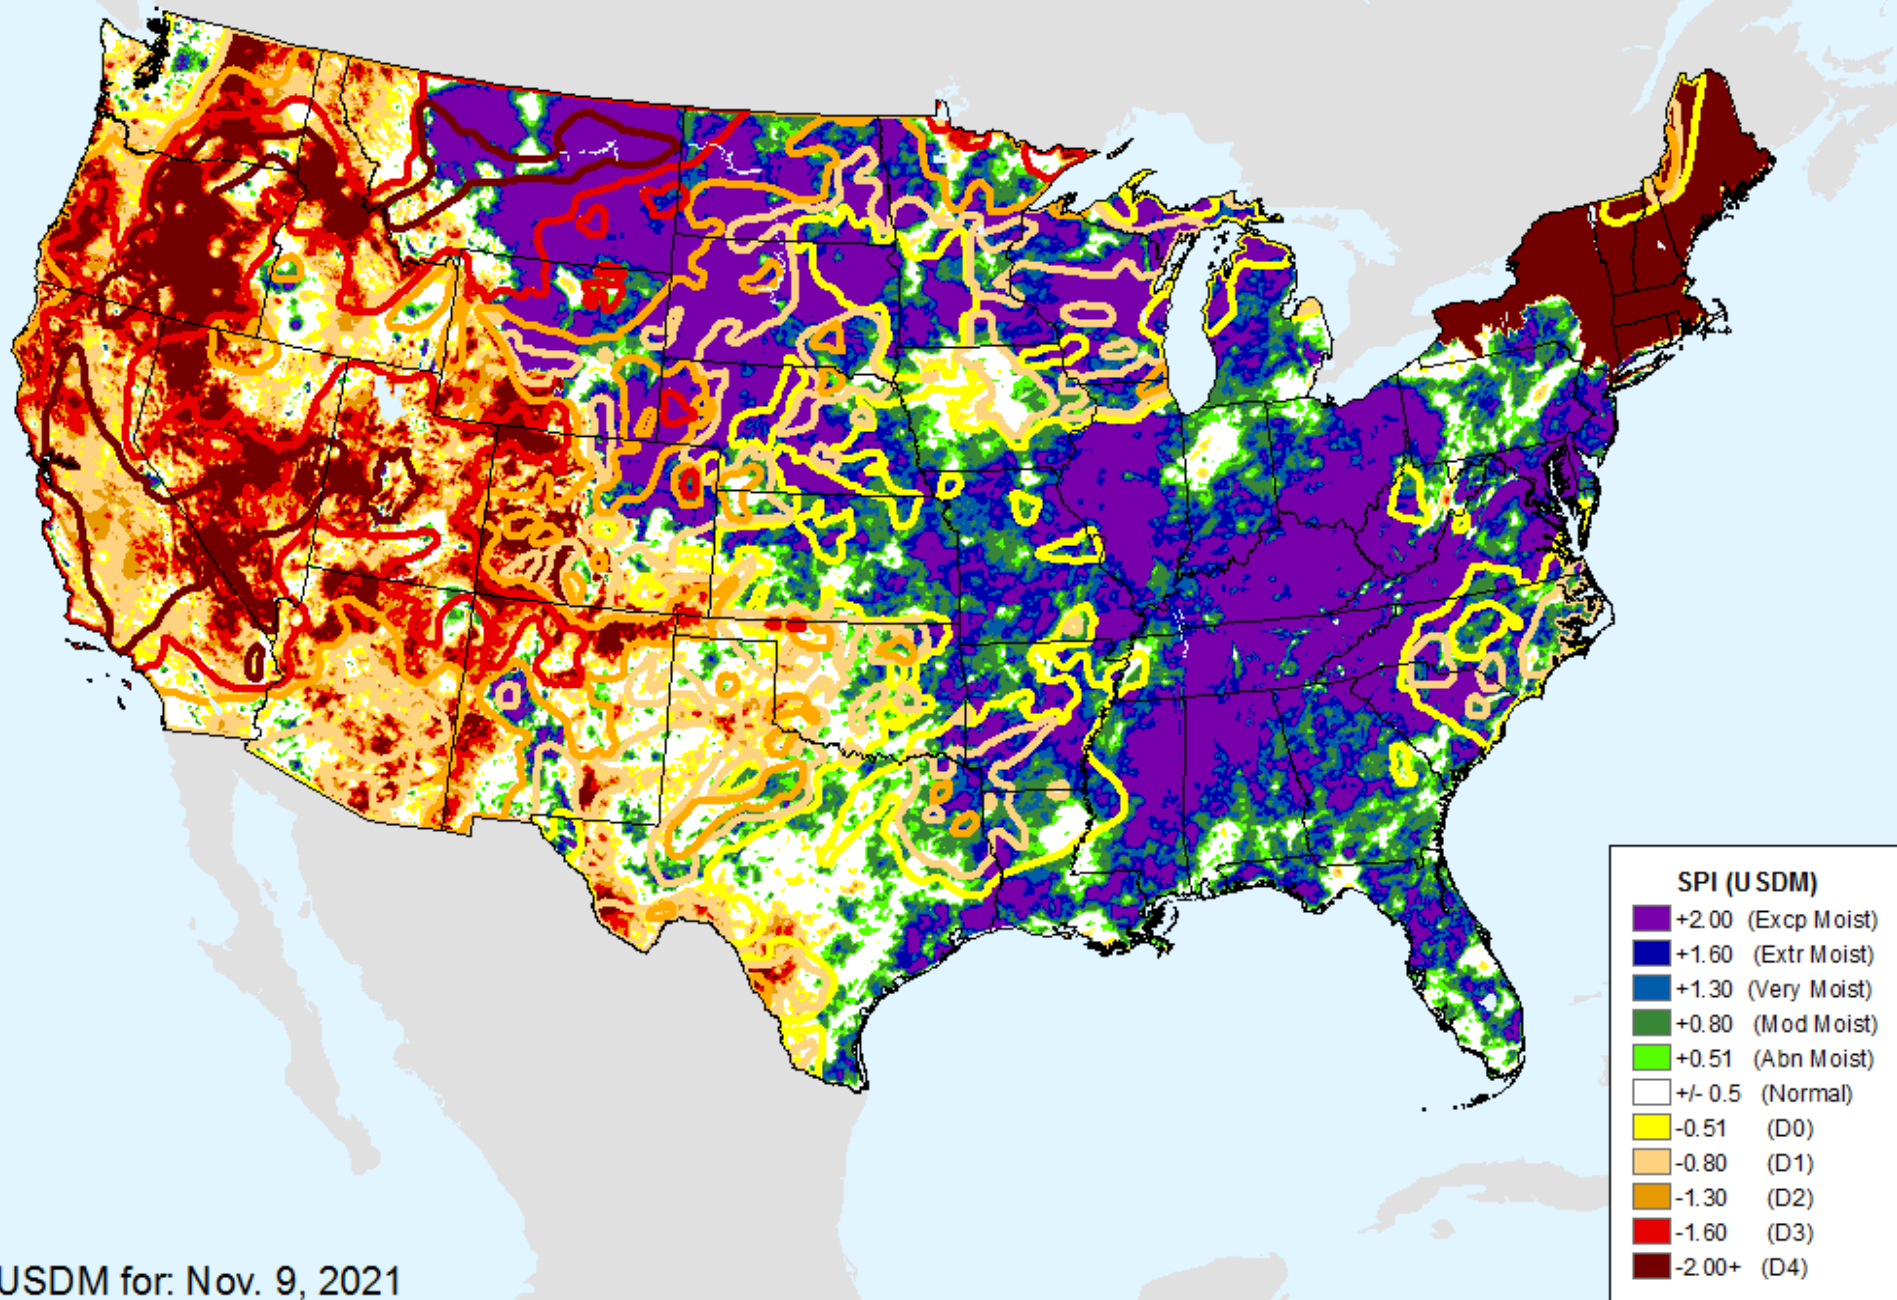 SPI (USDM)
+2.00 (Excp Moist)
+1.60 (Extr Moist)
+1.30 (Very Moist)
+0.80 (Mod Moist)
+0.51 (Abn Moist)
+/- 0.5 (Normal)
-0.51 (D0)
-0.80 (D1)
-1.30 (D2)
-1.60 (D3)
-2.00+ (D4)
USDM for: Nov. 9, 2021